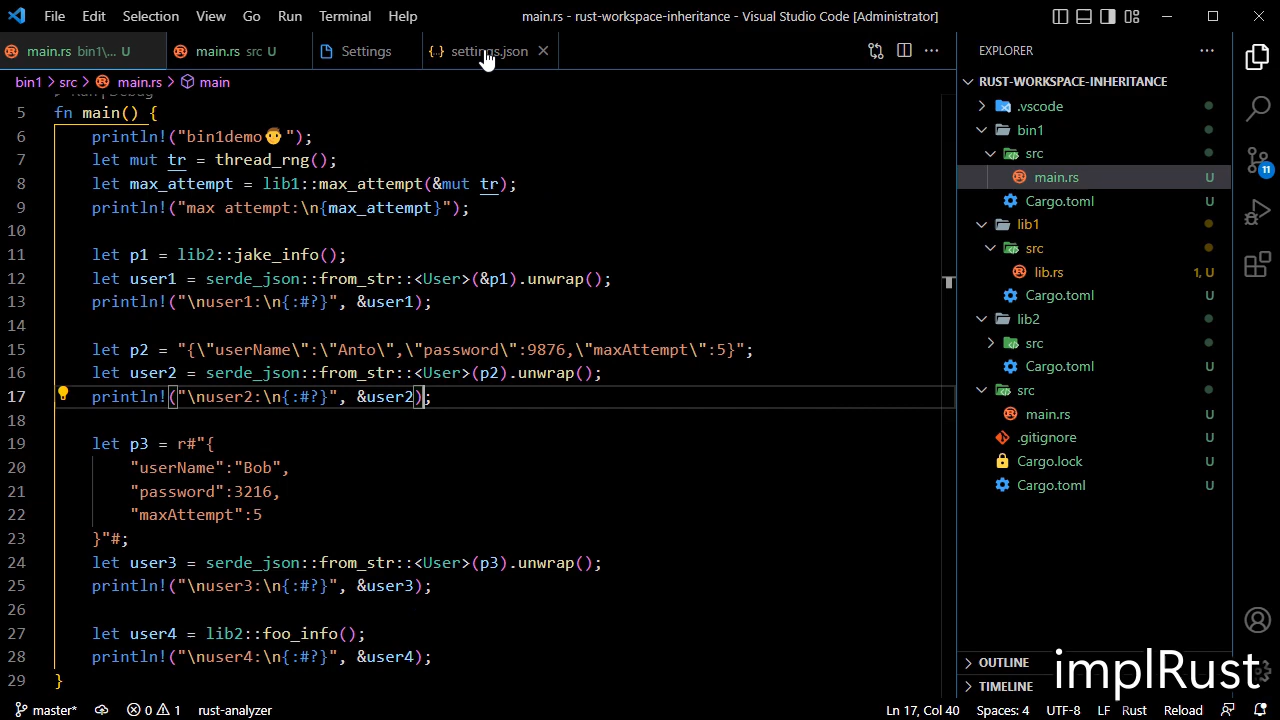 File Edit Selection View Go Run Terminal Help
main.rs - rust-workspace-inheritance - Visual Studio Code [Administrator]
main.rs bin1\... U
main.rs src U
Settings
settings.json
bin1 > src > main.rs > main
▶ Run | Debug
5 fn main() {
6 println!("bin1demo👨");
7 let mut tr = thread_rng();
8 let max_attempt = lib1::max_attempt(&mut tr);
9 println!("max attempt:\n{max_attempt}");
10
11 let p1 = lib2::jake_info();
12 let user1 = serde_json::from_str::<User>(&p1).unwrap();
13 println!("\nuser1:\n{:#?}", &user1);
14
15 let p2 = "{\"userName\":\"Anto\",\"password\":9876,\"maxAttempt\":5}";
16 let user2 = serde_json::from_str::<User>(p2).unwrap();
17 println!("\nuser2:\n{:#?}", &user2);
18
19 let p3 = r#"{
20 "userName":"Bob",
21 "password":3216,
22 "maxAttempt":5
23 }"#;
24 let user3 = serde_json::from_str::<User>(p3).unwrap();
25 println!("\nuser3:\n{:#?}", &user3);
26
27 let user4 = lib2::foo_info();
28 println!("\nuser4:\n{:#?}", &user4);
29 }
EXPLORER
RUST-WORKSPACE-INHERITANCE
.vscode
bin1
src
main.rs U
Cargo.toml U
lib1
src
lib.rs 1, U
Cargo.toml U
lib2
src
Cargo.toml U
src
main.rs U
.gitignore U
Cargo.lock U
Cargo.toml U
OUTLINE
TIMELINE
11
implRust
master* 0 1 rust-analyzer
Ln 17, Col 40 Spaces: 4 UTF-8 LF Rust Reload